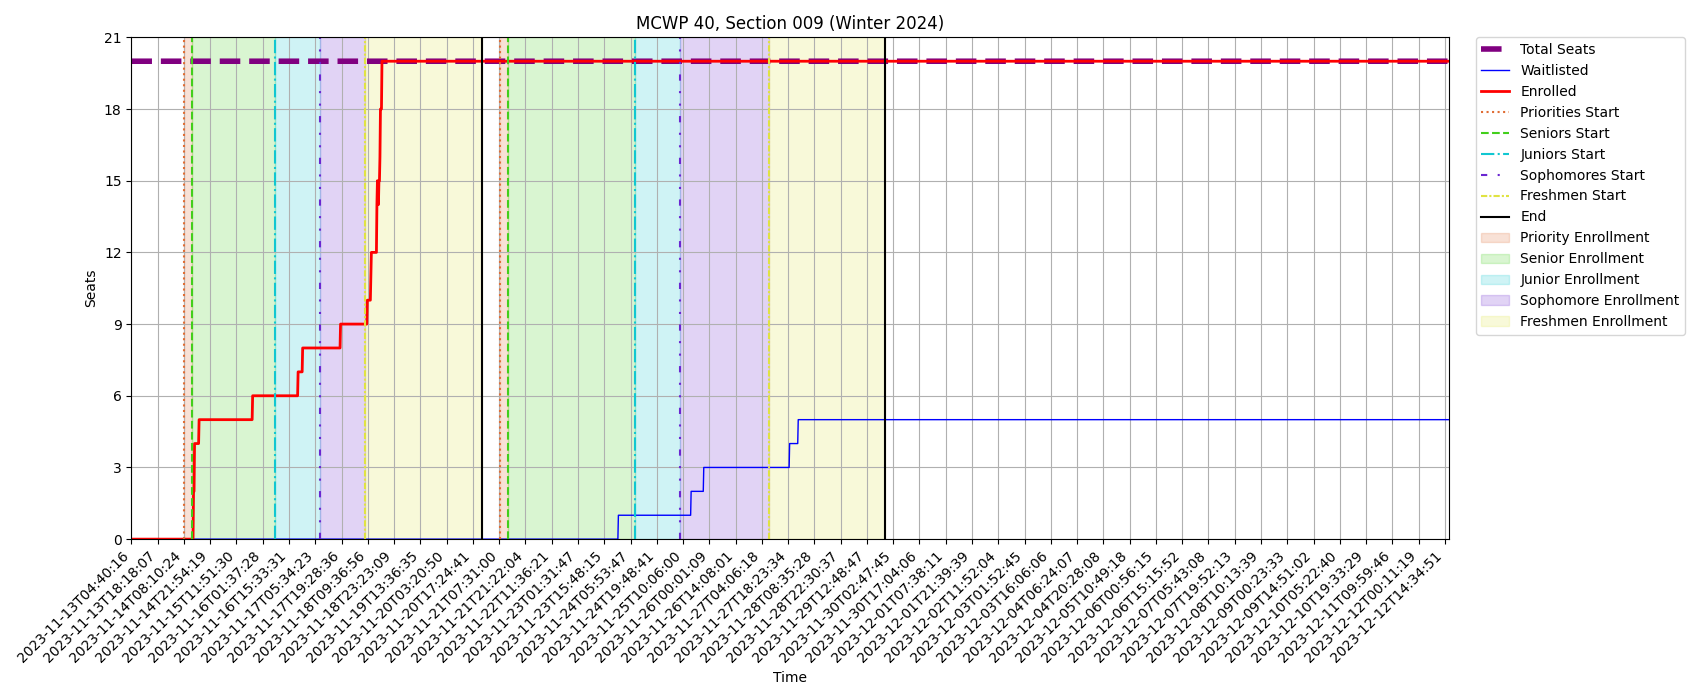 MCWP 40, Section 009 (Winter 2024)
21
18
15
12
9
6
3
0
Seats
2023-11-13T04:40:16
2023-11-13T18:18:07
2023-11-14T08:10:24
2023-11-14T21:54:19
2023-11-15T11:51:30
2023-11-16T01:37:28
2023-11-16T15:33:31
2023-11-17T05:34:23
2023-11-17T19:28:36
2023-11-18T09:36:56
2023-11-18T23:23:09
2023-11-19T13:36:35
2023-11-20T03:20:50
2023-11-20T17:24:41
2023-11-21T07:31:00
2023-11-21T21:22:04
2023-11-22T11:36:21
2023-11-23T01:31:47
2023-11-23T15:48:15
2023-11-24T05:53:47
2023-11-24T19:48:41
2023-11-25T10:06:00
2023-11-26T00:01:09
2023-11-26T14:08:01
2023-11-27T04:06:18
2023-11-27T18:23:34
2023-11-28T08:35:28
2023-11-28T22:30:37
2023-11-29T12:48:47
2023-11-30T02:47:45
2023-11-30T17:04:06
2023-12-01T07:38:11
2023-12-01T21:39:39
2023-12-02T11:52:04
2023-12-03T01:52:45
2023-12-03T16:06:06
2023-12-04T06:24:07
2023-12-04T20:28:08
2023-12-05T10:49:18
2023-12-06T00:56:15
2023-12-06T15:15:52
2023-12-07T05:43:08
2023-12-07T19:52:13
2023-12-08T10:13:39
2023-12-09T00:23:33
2023-12-09T14:51:02
2023-12-10T05:22:40
2023-12-10T19:33:29
2023-12-11T09:59:46
2023-12-12T00:11:19
2023-12-12T14:34:51
Time
Total Seats
Waitlisted
Enrolled
Priorities Start
Seniors Start
Juniors Start
Sophomores Start
Freshmen Start
End
Priority Enrollment
Senior Enrollment
Junior Enrollment
Sophomore Enrollment
Freshmen Enrollment